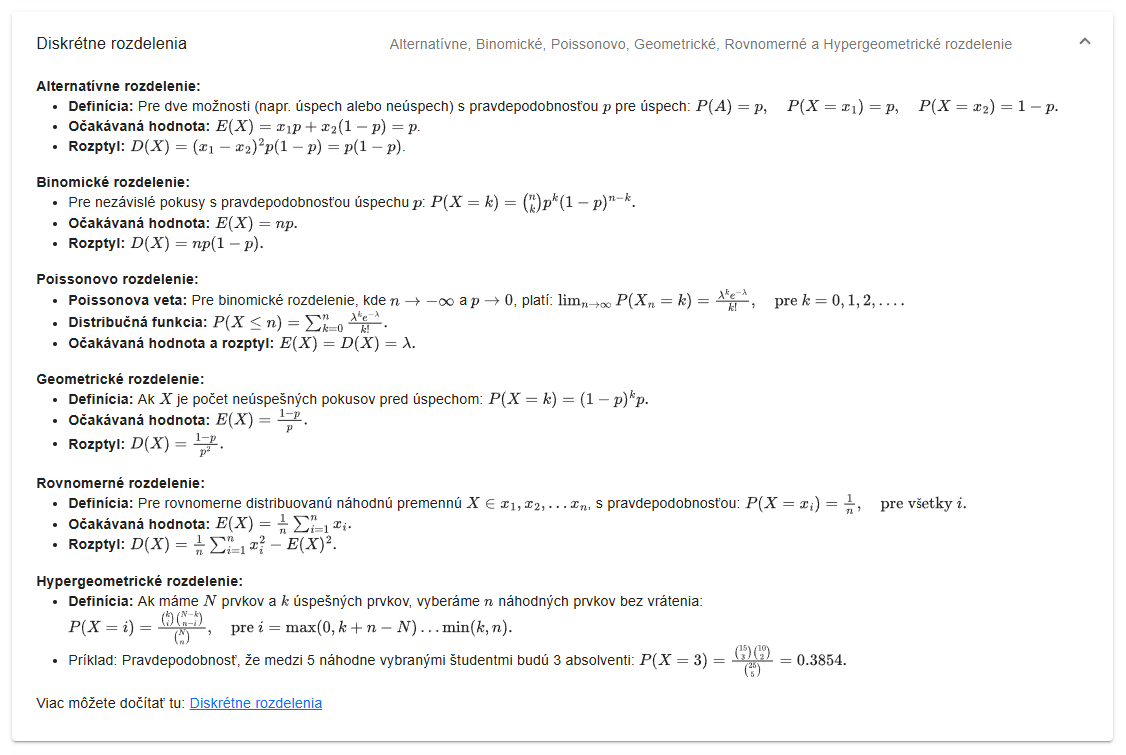 Diskrétne rozdelenia
Alternatívne, Binomické, Poissonovo, Geometrické, Rovnomerné a Hypergeometrické rozdelenie
Alternatívne rozdelenie:
• Definícia: Pre dve možnosti (napr. úspech alebo neúspech) s pravdepodobnosťou $p$ pre úspech: $P(A) = p, \quad P(X = x_1) = p, \quad P(X = x_2) = 1 - p.$
• Očakávaná hodnota: $E(X) = x_1 p + x_2(1 - p) = p$.
• Rozptyl: $D(X) = (x_1 - x_2)^2 p(1 - p) = p(1 - p)$.
Binomické rozdelenie:
• Pre nezávislé pokusy s pravdepodobnosťou úspechu $p$: $P(X = k) = \binom{n}{k} p^k (1 - p)^{n-k}.$
• Očakávaná hodnota: $E(X) = np.$
• Rozptyl: $D(X) = np(1 - p).$
Poissonovo rozdelenie:
• Poissonova veta: Pre binomické rozdelenie, kde $n \to -\infty$ a $p \to 0$, platí: $\lim_{n \to \infty} P(X_n = k) = \frac{\lambda^k e^{-\lambda}}{k!}, \quad \text{pre } k = 0, 1, 2, \ldots.$
• Distribučná funkcia: $P(X \leq n) = \sum_{k=0}^{n} \frac{\lambda^k e^{-\lambda}}{k!}.$
• Očakávaná hodnota a rozptyl: $E(X) = D(X) = \lambda.$
Geometrické rozdelenie:
• Definícia: Ak $X$ je počet neúspešných pokusov pred úspechom: $P(X = k) = (1 - p)^k p.$
• Očakávaná hodnota: $E(X) = \frac{1-p}{p}.$
• Rozptyl: $D(X) = \frac{1-p}{p^2}.$
Rovnomerné rozdelenie:
• Definícia: Pre rovnomerne distribuovanú náhodnú premennú $X \in x_1, x_2, \ldots x_n$, s pravdepodobnosťou: $P(X = x_i) = \frac{1}{n}, \quad \text{pre všetky } i.$
• Očakávaná hodnota: $E(X) = \frac{1}{n} \sum_{i=1}^{n} x_i.$
• Rozptyl: $D(X) = \frac{1}{n} \sum_{i=1}^{n} x_i^2 - E(X)^2.$
Hypergeometrické rozdelenie:
• Definícia: Ak máme $N$ prvkov a $k$ úspešných prvkov, vyberáme $n$ náhodných prvkov bez vrátenia:
$P(X = i) = \frac{\binom{k}{i} \binom{N-k}{n-i}}{\binom{N}{n}}, \quad \text{pre } i = \max(0, k + n - N) \ldots \min(k, n).$
• Príklad: Pravdepodobnosť, že medzi 5 náhodne vybranými študentmi budú 3 absolventi: $P(X = 3) = \frac{\binom{15}{3} \binom{10}{2}}{\binom{25}{5}} = 0.3854.$
Viac môžete dočítať tu: Diskrétne rozdelenia